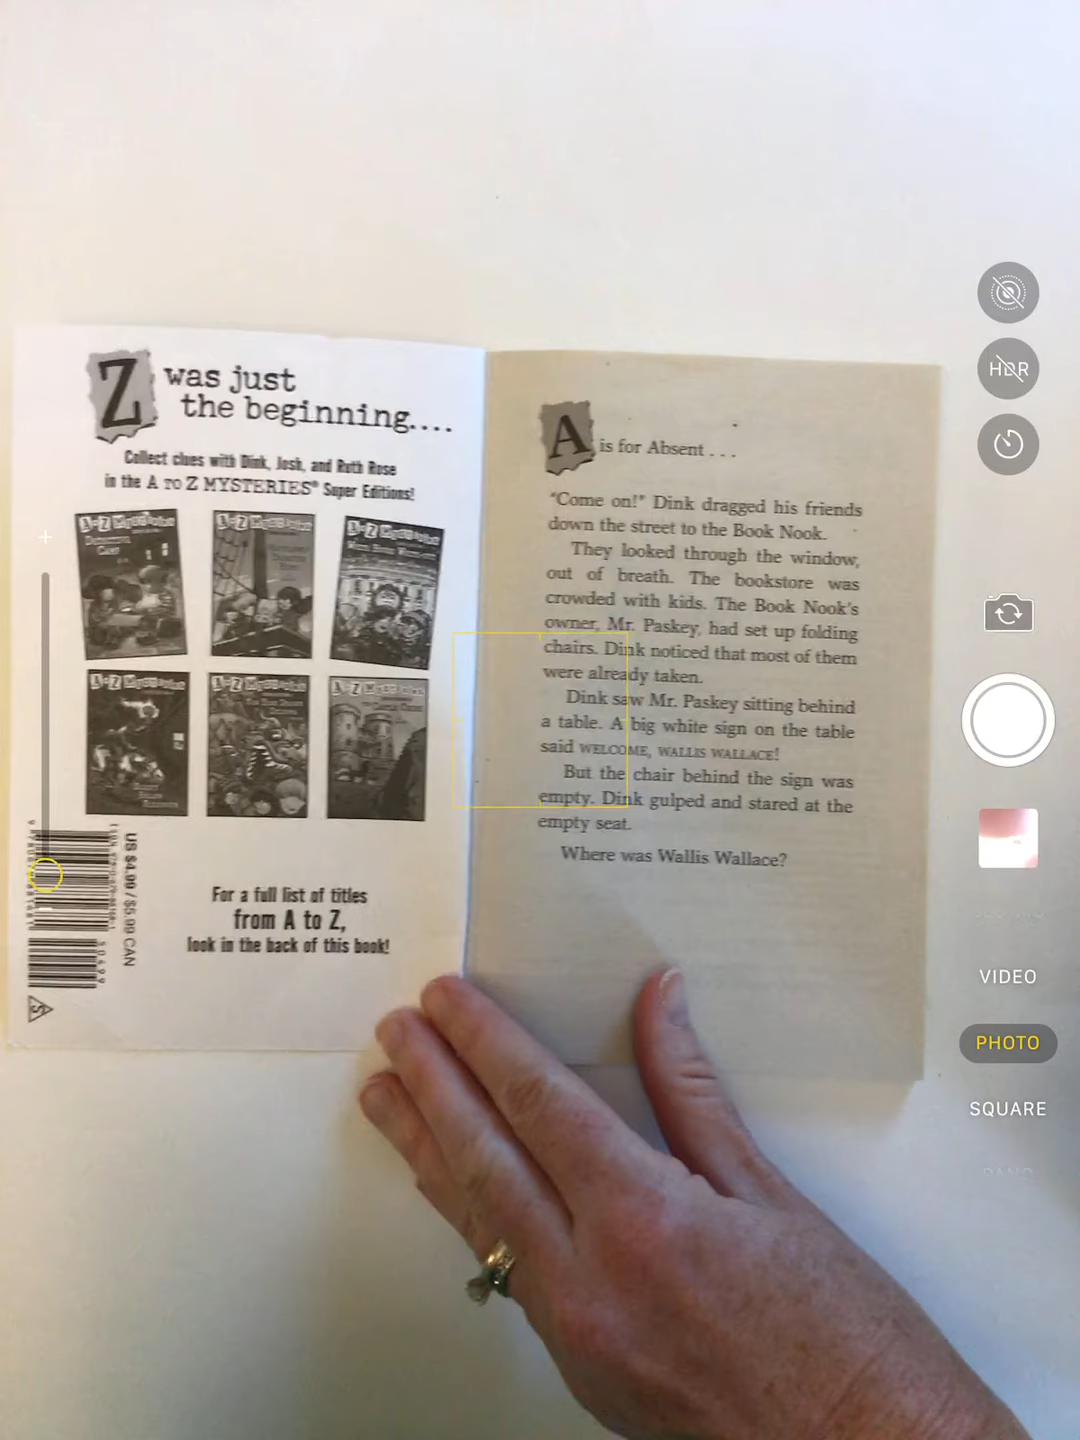 Z was just
the beginning....
Collect clues with Dink, Josh, and Ruth Rose
in the A TO Z MYSTERIES® Super Editions!
For a full list of titles
from A to Z,
look in the back of this book!
US $4.99 / $5.99 CAN
50499
S
A is for Absent . . .
"Come on!" Dink dragged his friends
down the street to the Book Nook.
They looked through the window,
out of breath. The bookstore was
crowded with kids. The Book Nook's
owner, Mr. Paskey, had set up folding
chairs. Dink noticed that most of them
were already taken.
Dink saw Mr. Paskey sitting behind
a table. A big white sign on the table
said WELCOME, WALLIS WALLACE!
But the chair behind the sign was
empty. Dink gulped and stared at the
empty seat.
Where was Wallis Wallace?
HDR
VIDEO
PHOTO
SQUARE
PANO